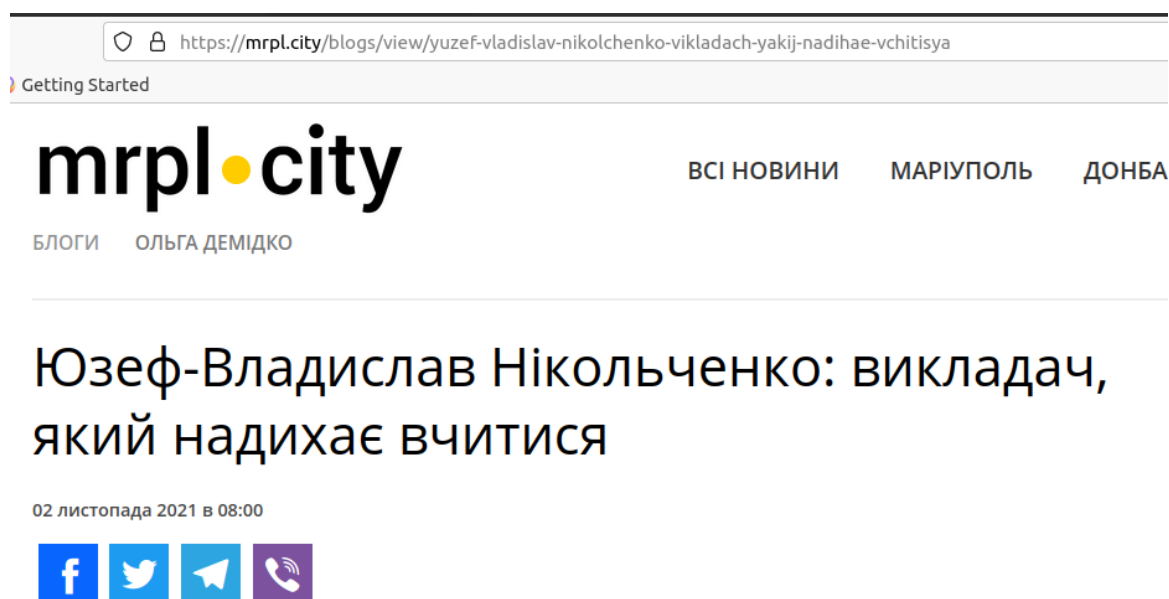 https://mrpl.city/blogs/view/yuzef-vladislav-nikolchenko-vikladach-yakij-nadihae-vchitisya
Getting Started
mrpl city
ВСІ НОВИНИ МАРІУПОЛЬ ДОНБА
БЛОГИ ОЛЬГА ДЕМІДКО
Юзеф-Владислав Нікольченко: викладач,
який надихає вчитися
02 листопада 2021 в 08:00